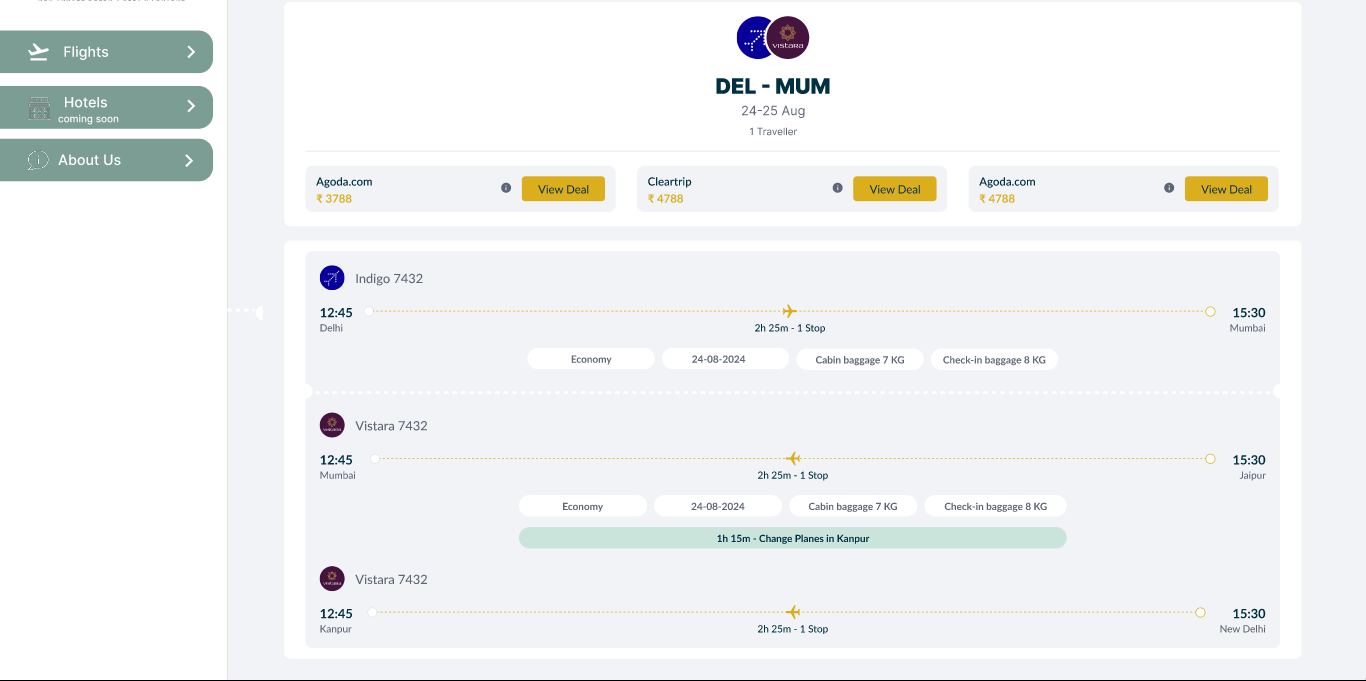 Flights
Hotels
coming soon
About Us
VISTARA
DEL - MUM
24-25 Aug
1 Traveller
Agoda.com
₹ 3788
View Deal
Cleartrip
₹ 4788
View Deal
Agoda.com
₹ 4788
View Deal
Indigo 7432
12:45 15:30
Delhi 2h 25m - 1 Stop Mumbai
Economy 24-08-2024 Cabin baggage 7 KG Check-in baggage 8 KG
Vistara 7432
12:45 15:30
Mumbai 2h 25m - 1 Stop Jaipur
Economy 24-08-2024 Cabin baggage 7 KG Check-in baggage 8 KG
1h 15m - Change Planes in Kanpur
Vistara 7432
12:45 15:30
Kanpur 2h 25m - 1 Stop New Delhi